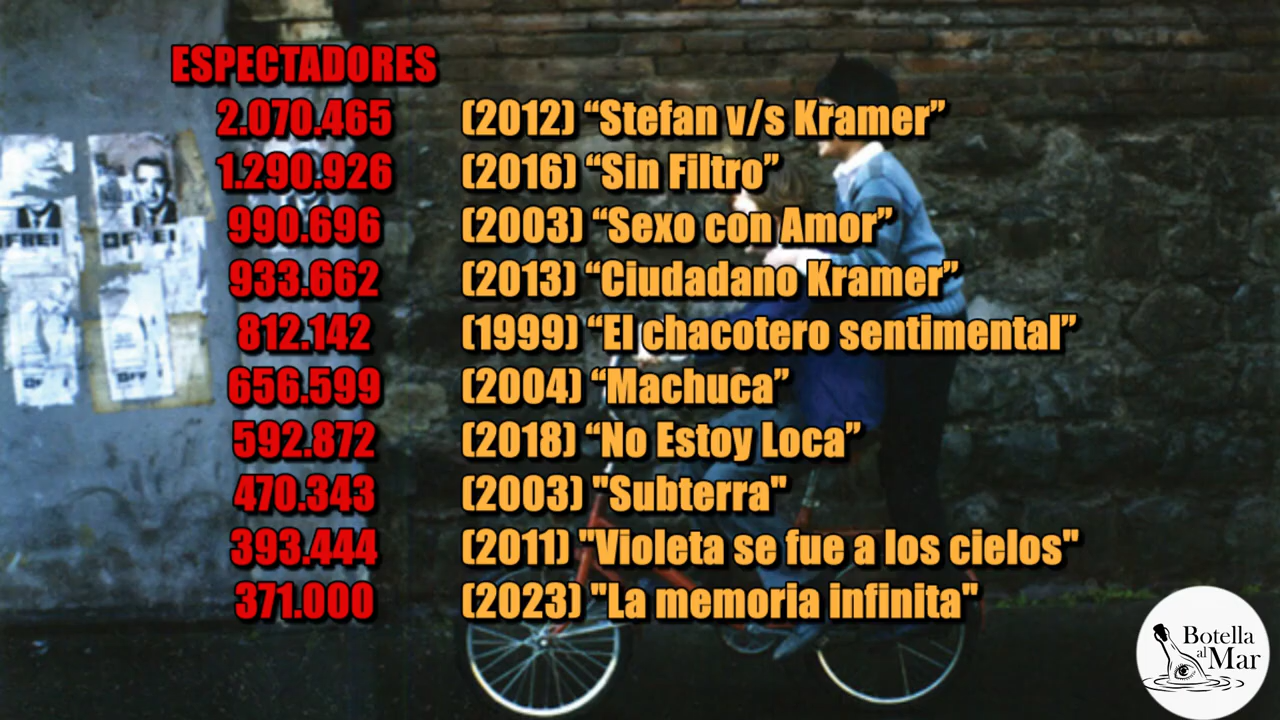 ESPECTADORES
2.070.465 (2012) “Stefan v/s Kramer”
1.290.926 (2016) “Sin Filtro”
990.696 (2003) “Sexo con Amor”
933.662 (2013) “Ciudadano Kramer”
812.142 (1999) “El chacotero sentimental”
656.599 (2004) “Machuca”
592.872 (2018) “No Estoy Loca”
470.343 (2003) "Subterra"
393.444 (2011) "Violeta se fue a los cielos"
371.000 (2023) "La memoria infinita"
Botella
al Mar